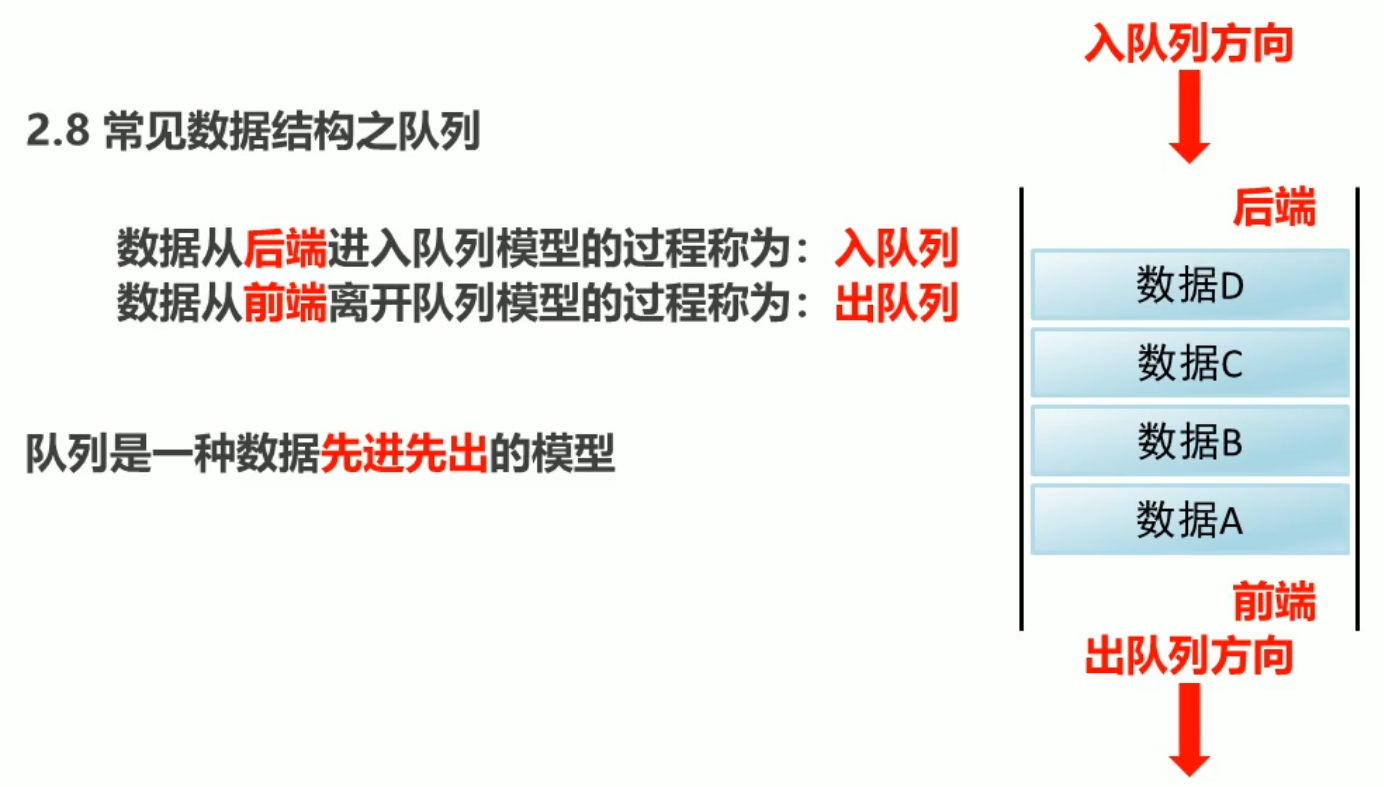 2.8 常见数据结构之队列
数据从后端进入队列模型的过程称为：入队列
数据从前端离开队列模型的过程称为：出队列
队列是一种数据先进先出的模型
入队列方向
后端
数据D
数据C
数据B
数据A
前端
出队列方向